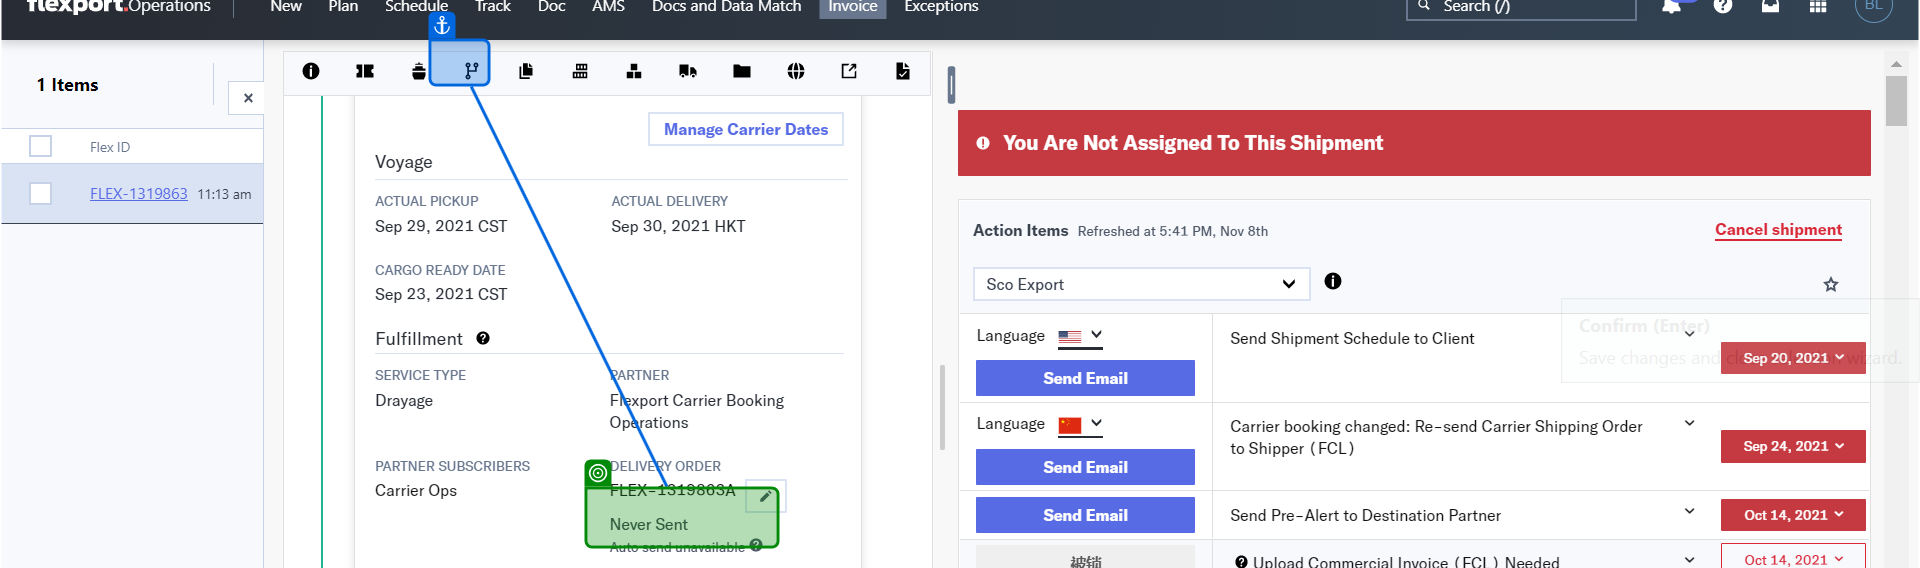 flexport.Operations
New Plan Schedule Track Doc AMS Docs and Data Match Invoice Exceptions
Search (/)
BL
1 Items
Flex ID
FLEX-1319863 11:13 am
Manage Carrier Dates
Voyage
ACTUAL PICKUP ACTUAL DELIVERY
Sep 29, 2021 CST Sep 30, 2021 HKT
CARGO READY DATE
Sep 23, 2021 CST
Fulfillment
SERVICE TYPE PARTNER
Drayage Flexport Carrier Booking
Operations
PARTNER SUBSCRIBERS DELIVERY ORDER
Carrier Ops FLEX-1319863A
Never Sent
Auto send unavailable
You Are Not Assigned To This Shipment
Action Items Refreshed at 5:41 PM, Nov 8th
Cancel shipment
Sco Export
Confirm (Enter)
Save changes and wizard.
Language
Send Email
Send Shipment Schedule to Client
Sep 20, 2021
Language
Send Email
Carrier booking changed: Re-send Carrier Shipping Order
to Shipper (FCL)
Sep 24, 2021
Send Email
Send Pre-Alert to Destination Partner
Oct 14, 2021
被锁
Upload Commercial Invoice (FCL) Needed
Oct 14, 2021